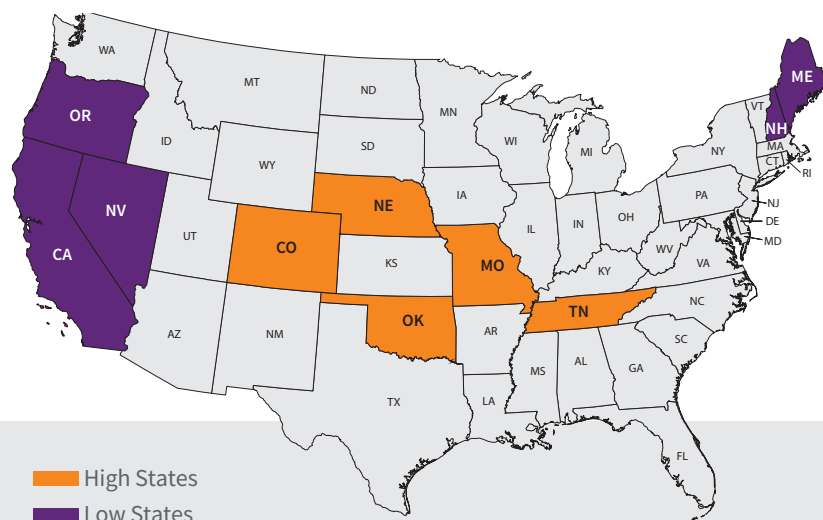 WA
MT
ND
MN
ME
OR
ID
SD
WI
MI
VT
NH
NY
MA
CT
RI
WY
IA
PA
NJ
NE
NV
UT
CO
IL
IN
OH
DE
MD
CA
KS
MO
WV
VA
KY
AZ
NM
OK
AR
TN
NC
SC
MS
AL
GA
TX
LA
FL
High States
Low States